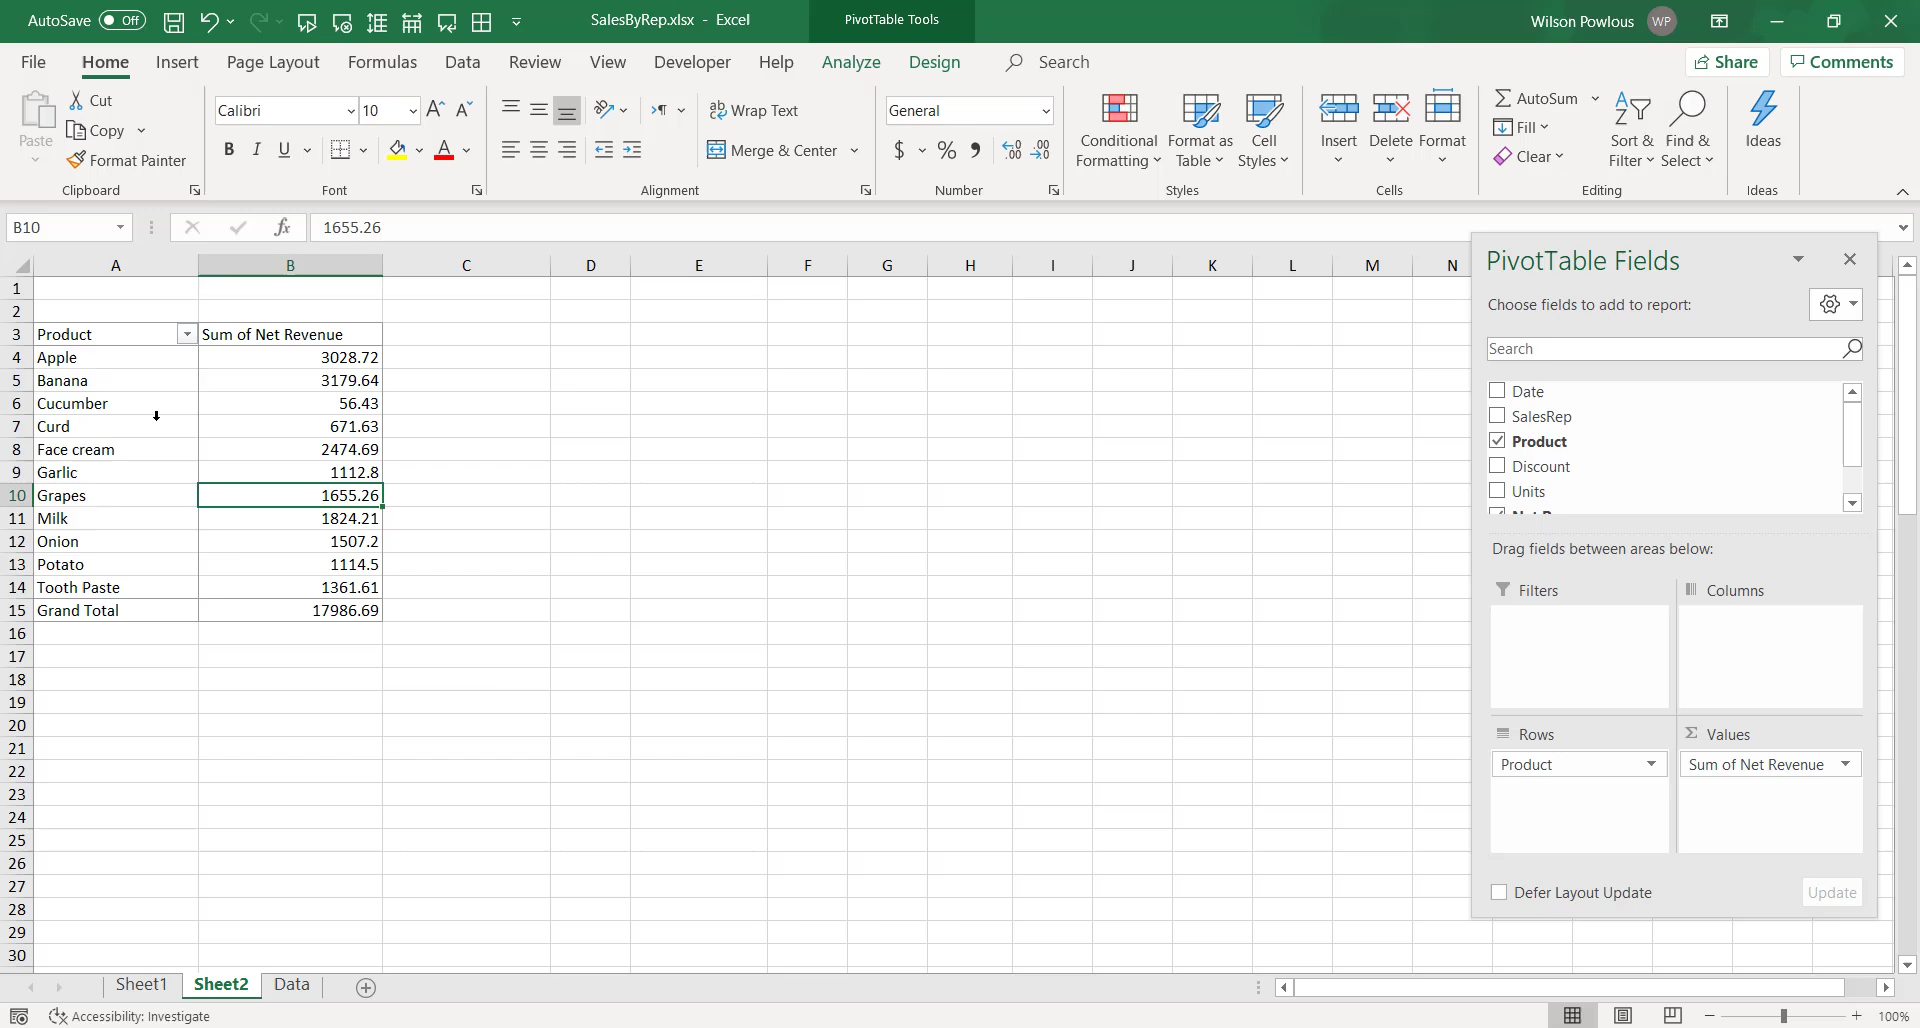 AutoSave Off SalesByRep.xlsx - Excel PivotTable Tools Wilson Powlous WP
File Home Insert Page Layout Formulas Data Review View Developer Help Analyze Design Search Share Comments
Paste Cut Copy Format Painter
Calibri 10 A A
B I U A
ab Wrap Text
Merge & Center
General
$ % , .00 .00
Conditional Formatting Format as Table Cell Styles
Insert Delete Format
AutoSum Fill Clear
Sort & Filter Find & Select Ideas
Clipboard Font Alignment Number Styles Cells Editing Ideas
B10 fx 1655.26
A B C D E F G H I J K L M N
1
2
3 Product Sum of Net Revenue
4 Apple 3028.72
5 Banana 3179.64
6 Cucumber 56.43
7 Curd 671.63
8 Face cream 2474.69
9 Garlic 1112.8
10 Grapes 1655.26
11 Milk 1824.21
12 Onion 1507.2
13 Potato 1114.5
14 Tooth Paste 1361.61
15 Grand Total 17986.69
16
17
18
19
20
21
22
23
24
25
26
27
28
29
30
PivotTable Fields
Choose fields to add to report:
Search
Date
SalesRep
Product
Discount
Units
Drag fields between areas below:
Filters Columns
Rows Σ Values
Product Sum of Net Revenue
Defer Layout Update Update
Sheet1 Sheet2 Data
Accessibility: Investigate 100%